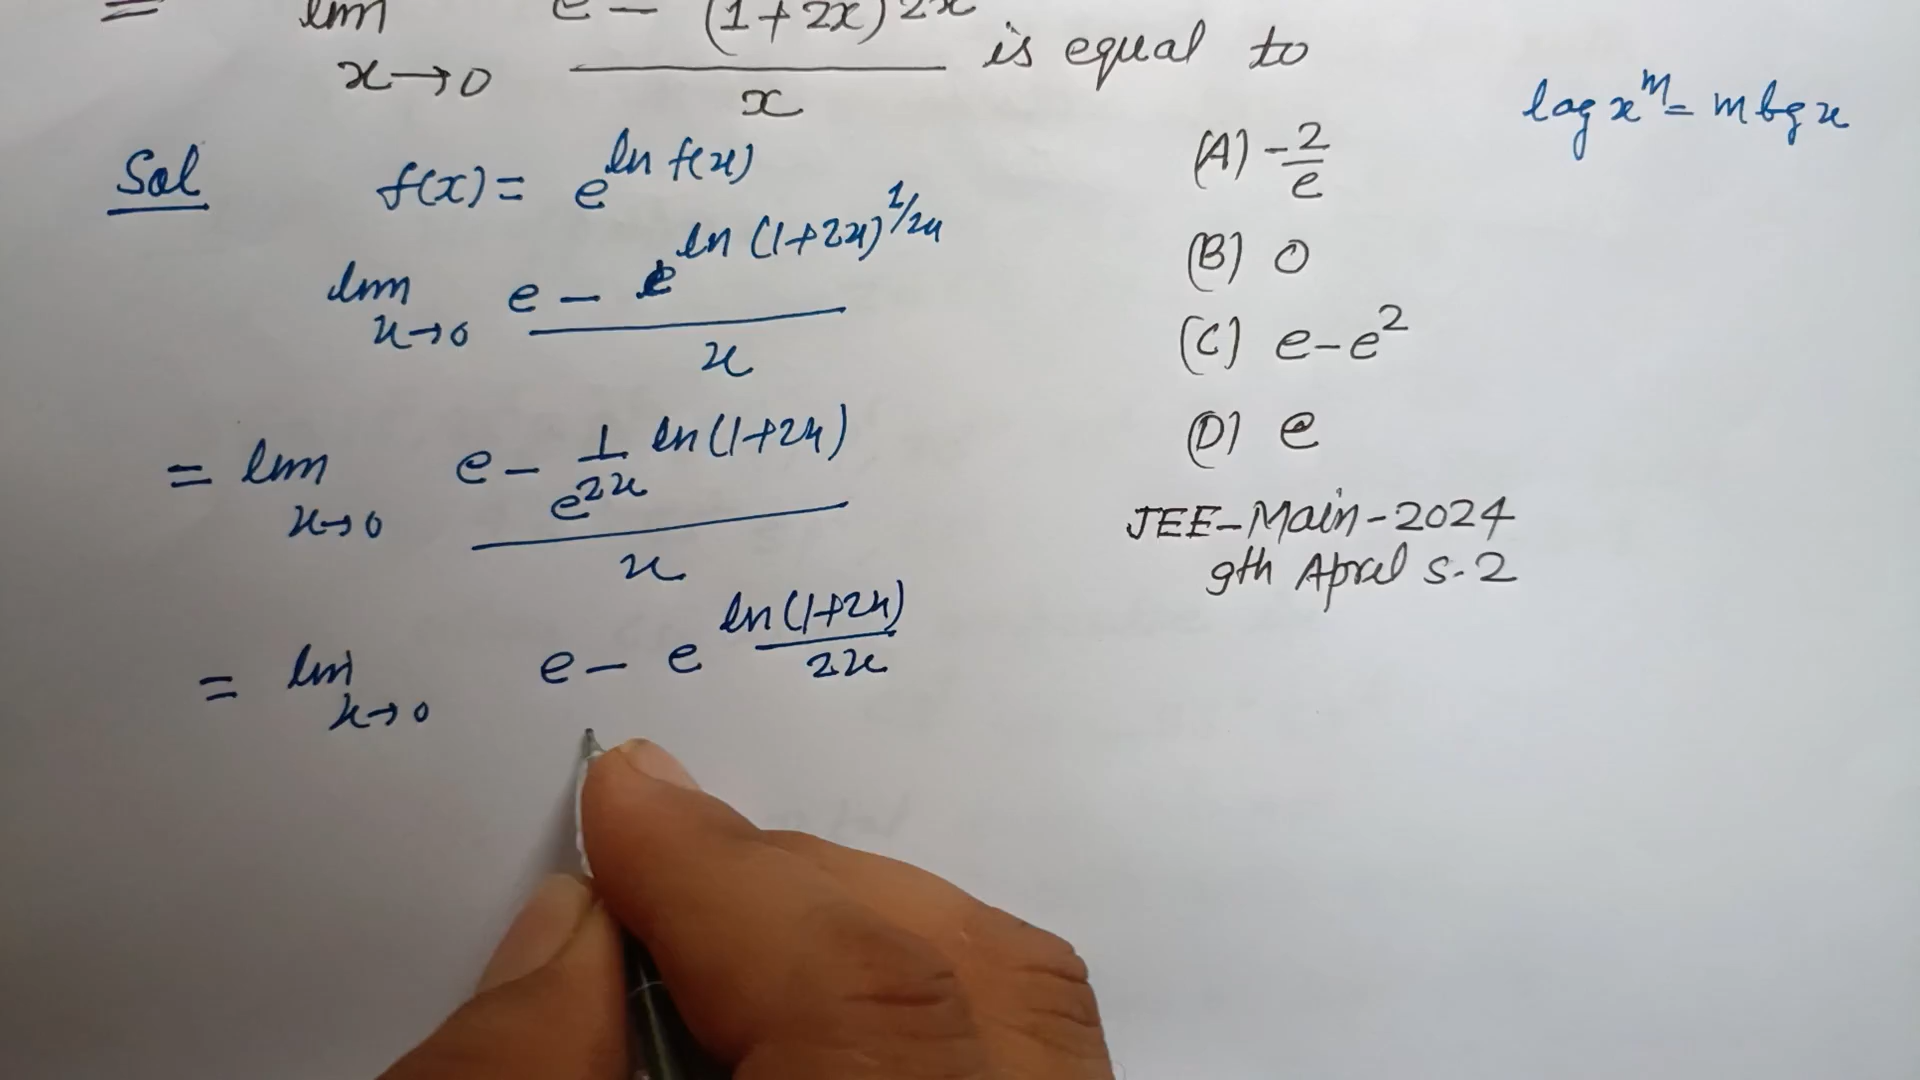 = lim e - (1+2x)^2x
x→0 x is equal to
log x^m = m log x
Sol f(x) = e^ln f(x)
lim e - e^ln (1+2x)^1/2x
x→0 x
= lim e - e^1/2x ln(1+2x)
x→0 x
= lim e - e^ln(1+2x)/2x
x→0
(A) -2/e
(B) 0
(C) e-e^2
(D) e
JEE-Main-2024
9th April S-2